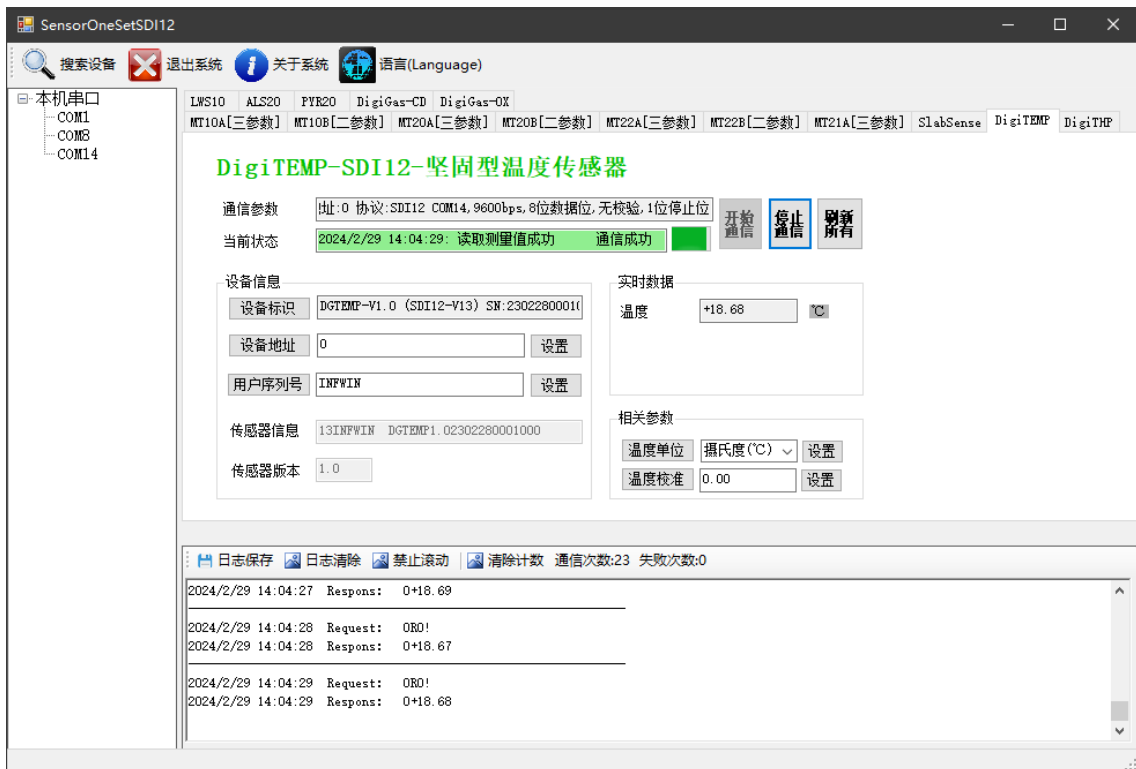 SensorOneSetSDI12
搜索设备 退出系统 关于系统 语言(Language)
本机串口
COM1
COM8
COM14
LWS10 ALS20 PYR20 DigiGas-CD DigiGas-OX
MT10A[三参数] MT10B[二参数] MT20A[三参数] MT20B[二参数] MT22A[三参数] MT22B[二参数] MT21A[三参数] SlabSense DigiTEMP DigiTHP
DigiTEMP-SDI12-坚固型温度传感器
通信参数 址:0 协议:SDI12 COM14,9600bps,8位数据位,无校验,1位停止位
开始通信 停止通信 刷新所有
当前状态 2024/2/29 14:04:29: 读取测量值成功 通信成功
设备信息
设备标识 DGTEMP-V1.0 (SDI12-V13) SN:2302280001(
设备地址 0 设置
用户序列号 INFWIN 设置
传感器信息 13INFWIN DGTEMP1.02302280001000
传感器版本 1.0
实时数据
温度 +18.68 ℃
相关参数
温度单位 摄氏度(℃) 设置
温度校准 0.00 设置
日志保存 日志清除 禁止滚动 清除计数 通信次数:23 失败次数:0
2024/2/29 14:04:27 Respons: 0+18.69
2024/2/29 14:04:28 Request: 0R0!
2024/2/29 14:04:28 Respons: 0+18.67
2024/2/29 14:04:29 Request: 0R0!
2024/2/29 14:04:29 Respons: 0+18.68